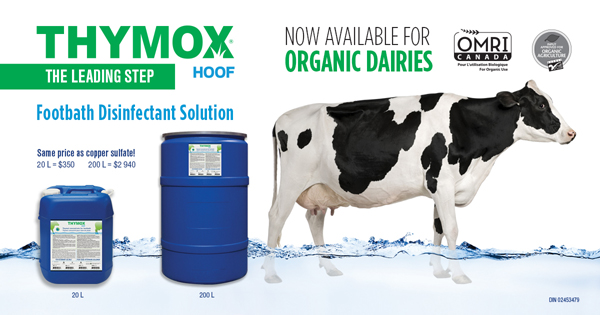 THYMOX
HOOF
THE LEADING STEP
NOW AVAILABLE FOR
ORGANIC DAIRIES
OMRI
CANADA
Pour L'utilisation Biologique
For Organic Use
ORGANIC
AGRICULTURE
Footbath Disinfectant Solution
Same price as copper sulfate!
20 L = $350 200 L = $2 940
THYMOX
20 L
200 L
DIN 02453479